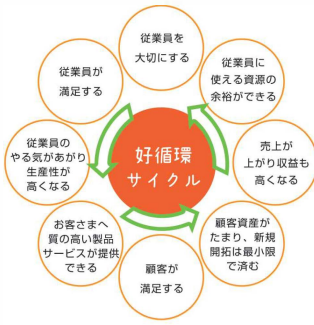 従業員を
大切にする
従業員が
満足する
従業員の
やる気があがり
生産性が
高くなる
お客さまへ
質の高い製品
サービスが提供
できる
顧客が
満足する
顧客資産が
たまり、新規
開拓は最小限
で済む
売上が
上がり収益も
高くなる
従業員に
使える資源の
余裕ができる
好循環
サイクル